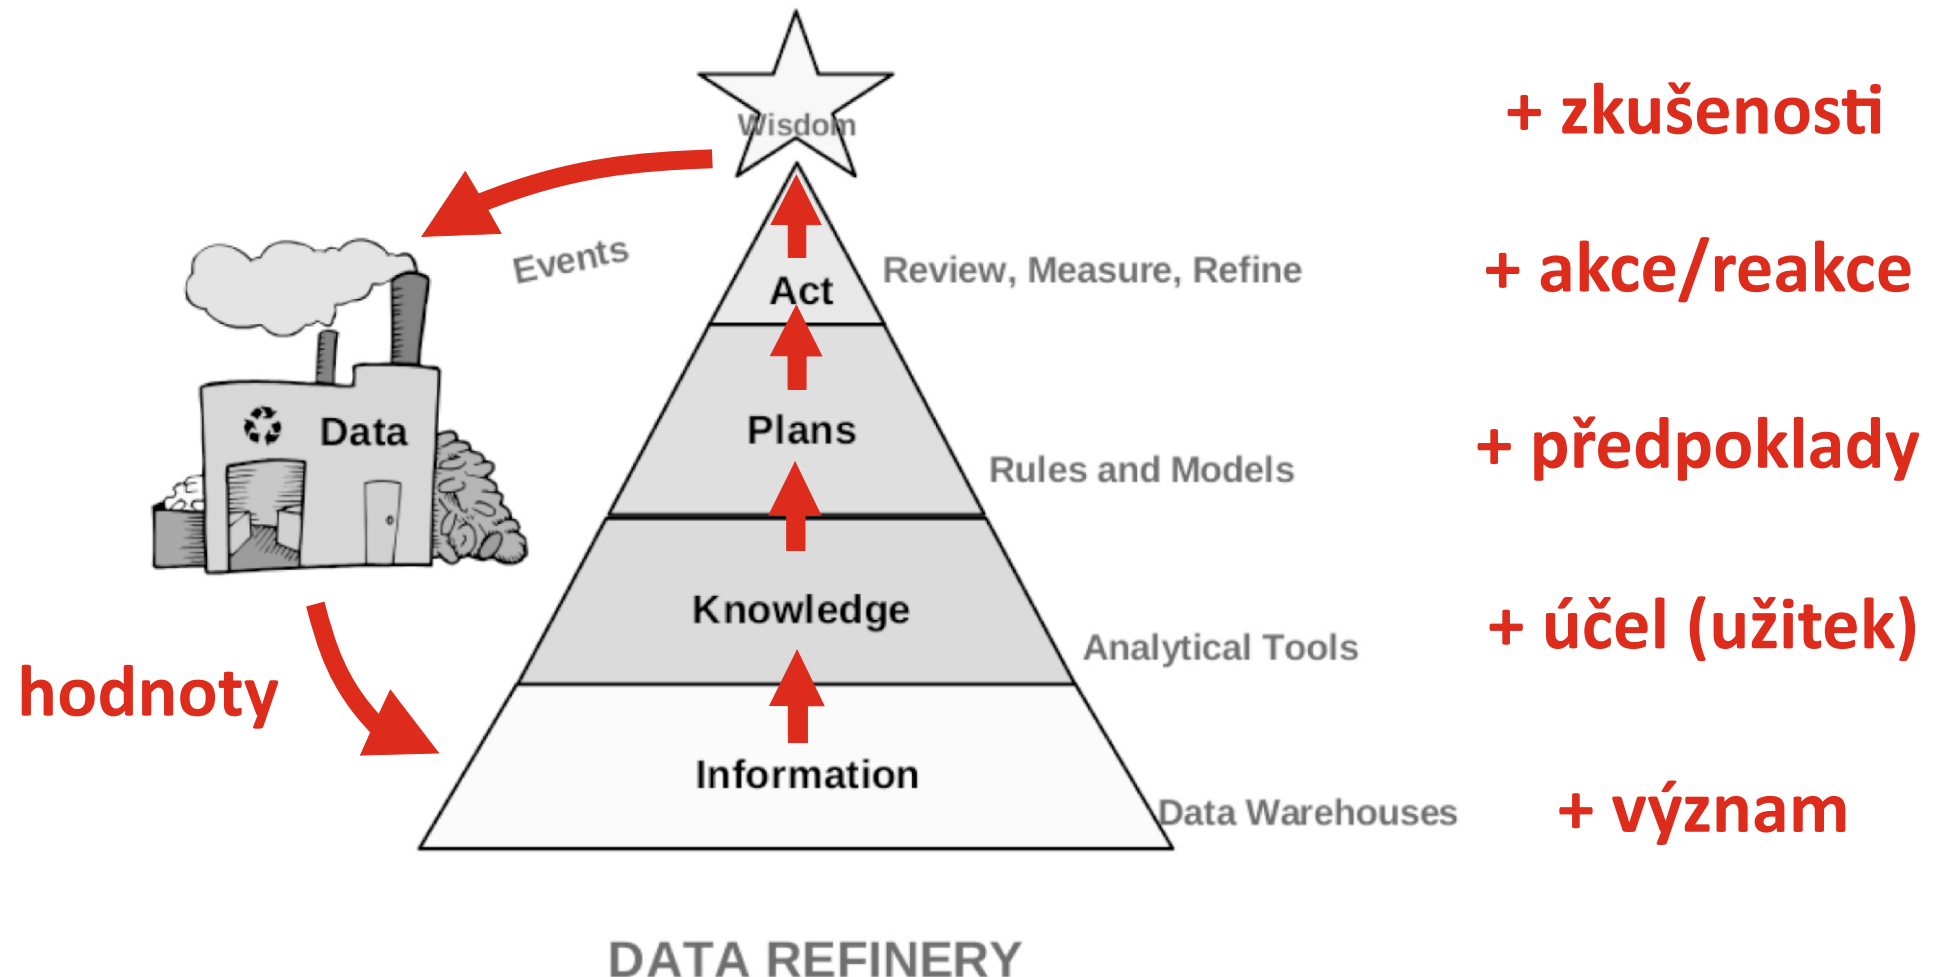 Wisdom
+ zkušenosti
Events
Act
Review, Measure, Refine
+ akce/reakce
Data
Plans
Rules and Models
+ předpoklady
Knowledge
Analytical Tools
+ účel (užitek)
hodnoty
Information
Data Warehouses
+ význam
DATA REFINERY